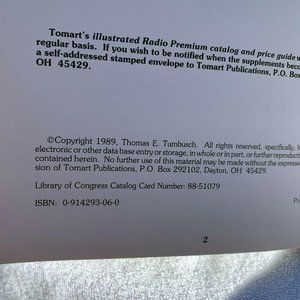 Tomart's illustrated Radio Premium catalog and price guide
regular basis. If you wish to be notified when the supplements
a self-addressed stamped envelope to Tomart Publications, P.O. Box
OH 45429.
©Copyright 1989, Thomas E. Tumbusch. All rights reserved, specifically,
electronic or other data base entry or storage, in whole or in part, or further
contained herein. No further use of this material may be made without the
sion of Tomart Publications, P.O. Box 292102, Dayton, OH 45429.
Library of Congress Catalog Card Number: 88-51079
ISBN: 0-914293-06-0
2